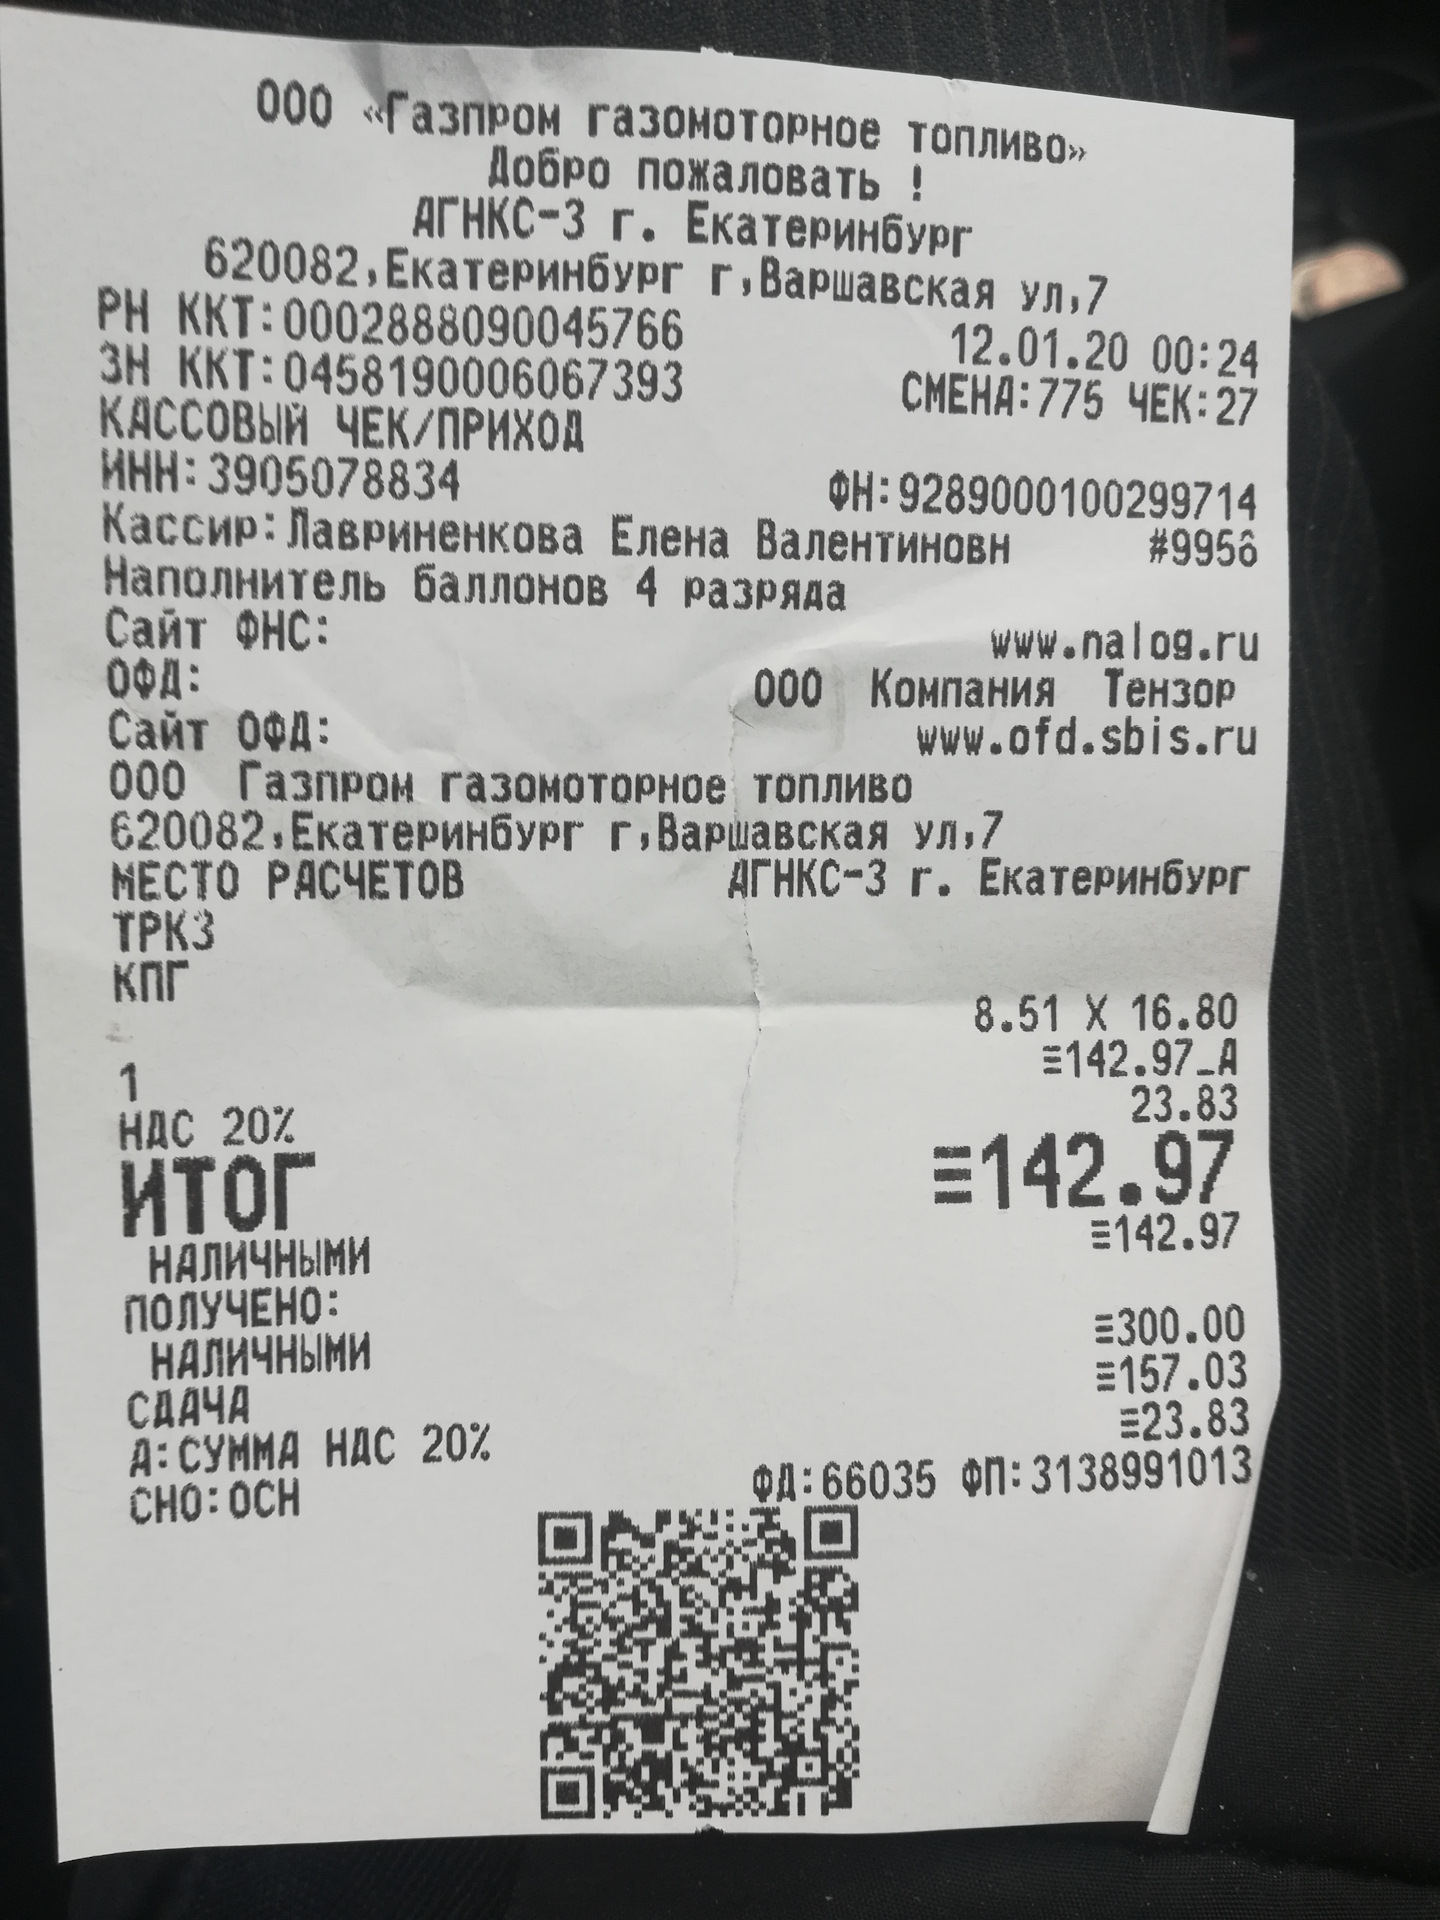 ООО «Газпром газомоторное топливо»
Добро пожаловать !
АГНКС-3 г. Екатеринбург
620082,Екатеринбург г,Варшавская ул,7
РН ККТ:0002888090045766 12.01.20 00:24
ЗН ККТ:0458190006067393 СМЕНА:775 ЧЕК:27
КАССОВЫЙ ЧЕК/ПРИХОД
ИНН:3905078834 ФН:9289000100299714
Кассир:Лавриненкова Елена Валентиновн #9956
Наполнитель баллонов 4 разряда
Сайт ФНС: www.nalog.ru
ОФД: ООО Компания Тензор
Сайт ОФД: www.ofd.sbis.ru
ООО Газпром газомоторное топливо
620082,Екатеринбург г,Варшавская ул,7
МЕСТО РАСЧЕТОВ АГНКС-3 г. Екатеринбург
ТРК3
КПГ
8.51 X 16.80
1 ≡142.97_А
НДС 20% 23.83
ИТОГ ≡142.97
НАЛИЧНЫМИ ≡142.97
ПОЛУЧЕНО:
НАЛИЧНЫМИ ≡300.00
СДАЧА ≡157.03
А:СУММА НДС 20% ≡23.83
СНО:ОСН ФД:66035 ФП:3138991013